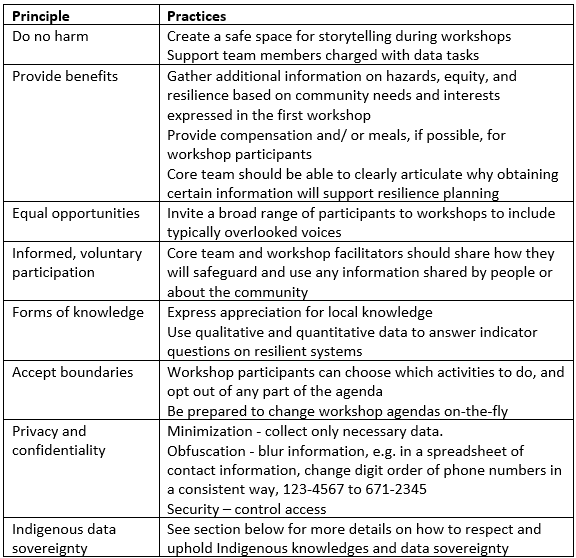 Principle Practices
Do no harm Create a safe space for storytelling during workshops
Support team members charged with data tasks
Provide benefits Gather additional information on hazards, equity, and
resilience based on community needs and interests
expressed in the first workshop
Provide compensation and/ or meals, if possible, for
workshop participants
Core team should be able to clearly articulate why obtaining
certain information will support resilience planning
Equal opportunities Invite a broad range of participants to workshops to include
typically overlooked voices
Informed, voluntary
participation
Core team and workshop facilitators should share how they
will safeguard and use any information shared by people or
about the community
Forms of knowledge Express appreciation for local knowledge
Use qualitative and quantitative data to answer indicator
questions on resilient systems
Accept boundaries Workshop participants can choose which activities to do, and
opt out of any part of the agenda
Be prepared to change workshop agendas on-the-fly
Privacy and
confidentiality
Minimization - collect only necessary data.
Obfuscation - blur information, e.g. in a spreadsheet of
contact information, change digit order of phone numbers in
a consistent way, 123-4567 to 671-2345
Security – control access
Indigenous data
sovereignty
See section below for more details on how to respect and
uphold Indigenous knowledges and data sovereignty